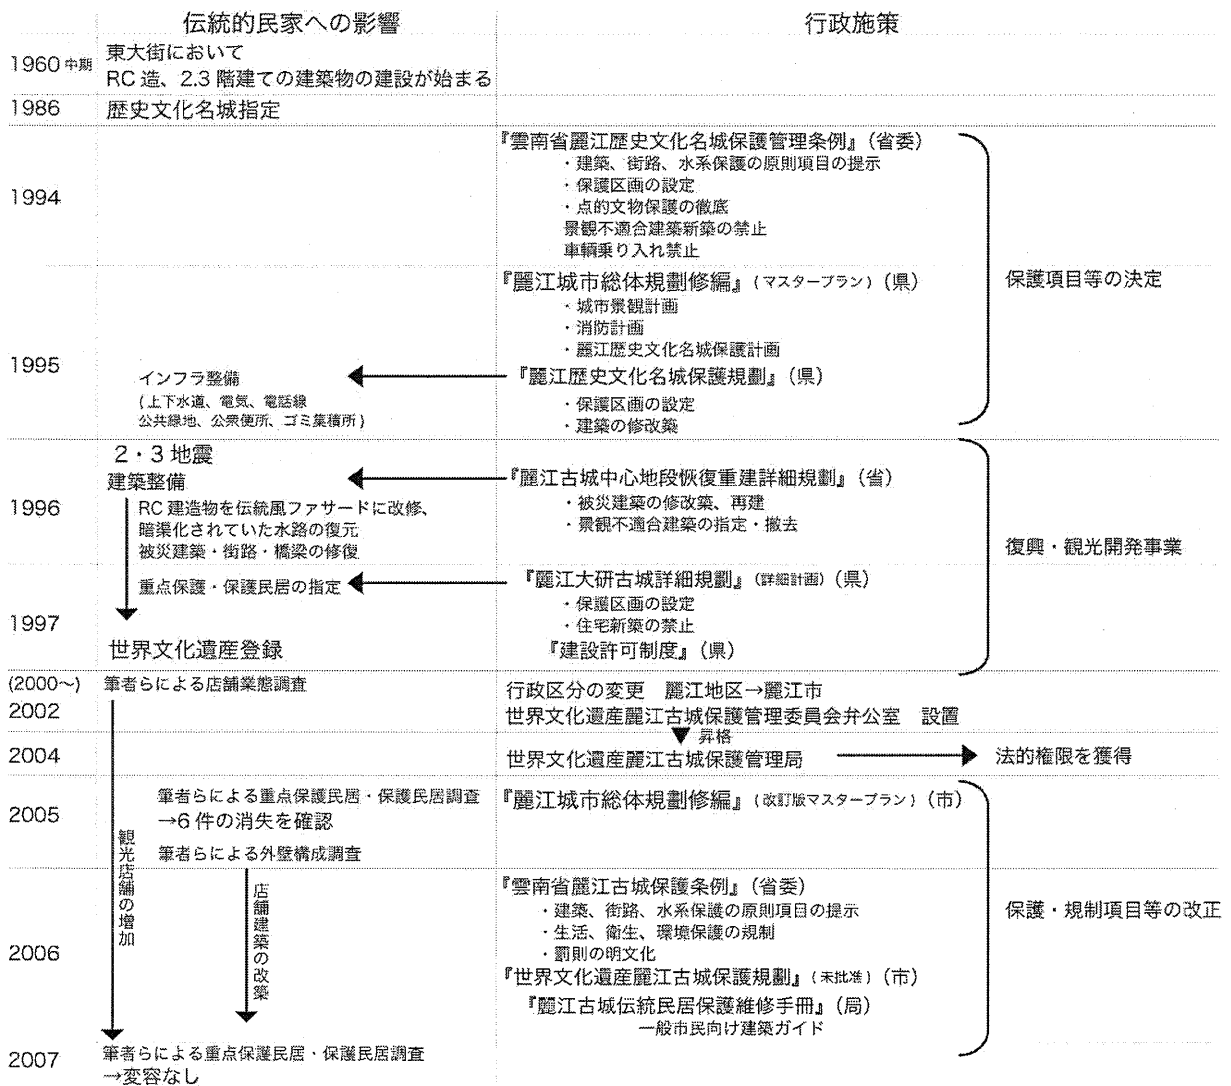 伝統的民家への影響
行政施策
1960 中期
東大街において
RC 造、2.3 階建ての建築物の建設が始まる
1986
歴史文化名城指定
1994
『雲南省麗江歴史文化名城保護管理条例』(省委)
・建築、街路、水系保護の原則項目の提示
・保護区画の設定
・点的文物保護の徹底
景観不適合建築新築の禁止
車輌乗り入れ禁止
保護項目等の決定
1995
『麗江城市総体規劃修編』(マスタープラン)(県)
・城市景観計画
・消防計画
・麗江歴史文化名城保護計画
インフラ整備
(上下水道、電気、電話線
公共緑地、公衆便所、ゴミ集積所)
『麗江歴史文化名城保護規劃』(県)
・保護区画の設定
・建築の修改築
1996
2・3 地震
建築整備
RC 建造物を伝統風ファサードに改修、
暗渠化されていた水路の復元
被災建築・街路・橋梁の修復
『麗江古城中心地段恢復重建詳細規劃』(省)
・被災建築の修改築、再建
・景観不適合建築の指定・撤去
復興・観光開発事業
1997
重点保護・保護民居の指定
『麗江大研古城詳細規劃』(詳細計画)(県)
・保護区画の設定
・住宅新築の禁止
世界文化遺産登録
『建設許可制度』(県)
(2000〜)
筆者らによる店舗業態調査
2002
行政区分の変更 麗江地区→麗江市
世界文化遺産麗江古城保護管理委員会弁公室 設置
昇格
2004
世界文化遺産麗江古城保護管理局
法的権限を獲得
2005
筆者らによる重点保護民居・保護民居調査
→6 件の消失を確認
筆者らによる外壁構成調査
『麗江城市総体規劃修編』(改訂版マスタープラン)(市)
観光店舗の増加
店舗建築の改築
2006
『雲南省麗江古城保護条例』(省委)
・建築、街路、水系保護の原則項目の提示
・生活、衛生、環境保護の規制
・罰則の明文化
『世界文化遺産麗江古城保護規劃』(未批准)(市)
『麗江古城伝統民居保護維修手冊』(局)
一般市民向け建築ガイド
保護・規制項目等の改正
2007
筆者らによる重点保護民居・保護民居調査
→変容なし